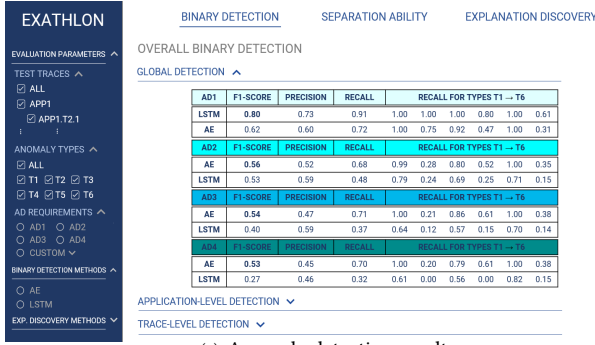 EXATHLON
EVALUATION PARAMETERS
TEST TRACES
ALL
APP1
APP1.T2.1
ANOMALY TYPES
ALL
T1 T2 T3
T4 T5 T6
AD REQUIREMENTS
AD1 AD2
AD3 AD4
CUSTOM
BINARY DETECTION METHODS
AE
LSTM
EXP. DISCOVERY METHODS
BINARY DETECTION SEPARATION ABILITY EXPLANATION DISCOVERY
OVERALL BINARY DETECTION
GLOBAL DETECTION
AD1 F1-SCORE PRECISION RECALL RECALL FOR TYPES T1 → T6
LSTM 0.80 0.73 0.91 1.00 1.00 1.00 0.80 1.00 0.61
AE 0.62 0.60 0.72 1.00 0.75 0.92 0.47 1.00 0.31
AD2 F1-SCORE PRECISION RECALL RECALL FOR TYPES T1 → T6
AE 0.56 0.52 0.68 0.99 0.28 0.80 0.52 1.00 0.35
LSTM 0.53 0.59 0.48 0.79 0.24 0.69 0.25 0.71 0.15
AD3 F1-SCORE PRECISION RECALL RECALL FOR TYPES T1 → T6
AE 0.54 0.47 0.71 1.00 0.21 0.86 0.61 1.00 0.38
LSTM 0.40 0.59 0.37 0.64 0.12 0.57 0.15 0.70 0.14
AD4 F1-SCORE PRECISION RECALL RECALL FOR TYPES T1 → T6
AE 0.53 0.45 0.70 1.00 0.20 0.79 0.61 1.00 0.38
LSTM 0.27 0.46 0.32 0.61 0.00 0.56 0.00 0.82 0.15
APPLICATION-LEVEL DETECTION
TRACE-LEVEL DETECTION